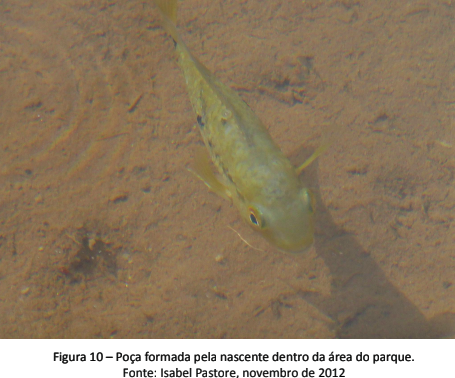 Figura 10 – Poça formada pela nascente dentro da área do parque.
Fonte: Isabel Pastore, novembro de 2012